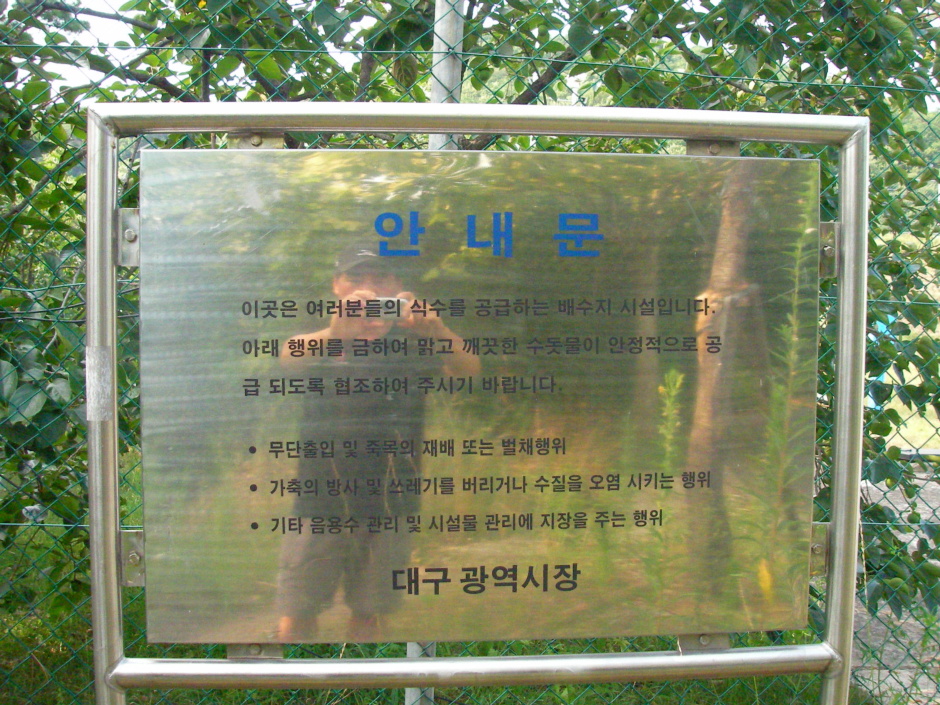 안 내 문
이곳은 여러분들의 식수를 공급하는 배수지 시설입니다.
아래 행위를 금하여 맑고 깨끗한 수돗물이 안정적으로 공
급 되도록 협조하여 주시기 바랍니다.
• 무단출입 및 죽목의 재배 또는 벌채행위
• 가축의 방사 및 쓰레기를 버리거나 수질을 오염 시키는 행위
• 기타 음용수 관리 및 시설물 관리에 지장을 주는 행위
대구광역시장